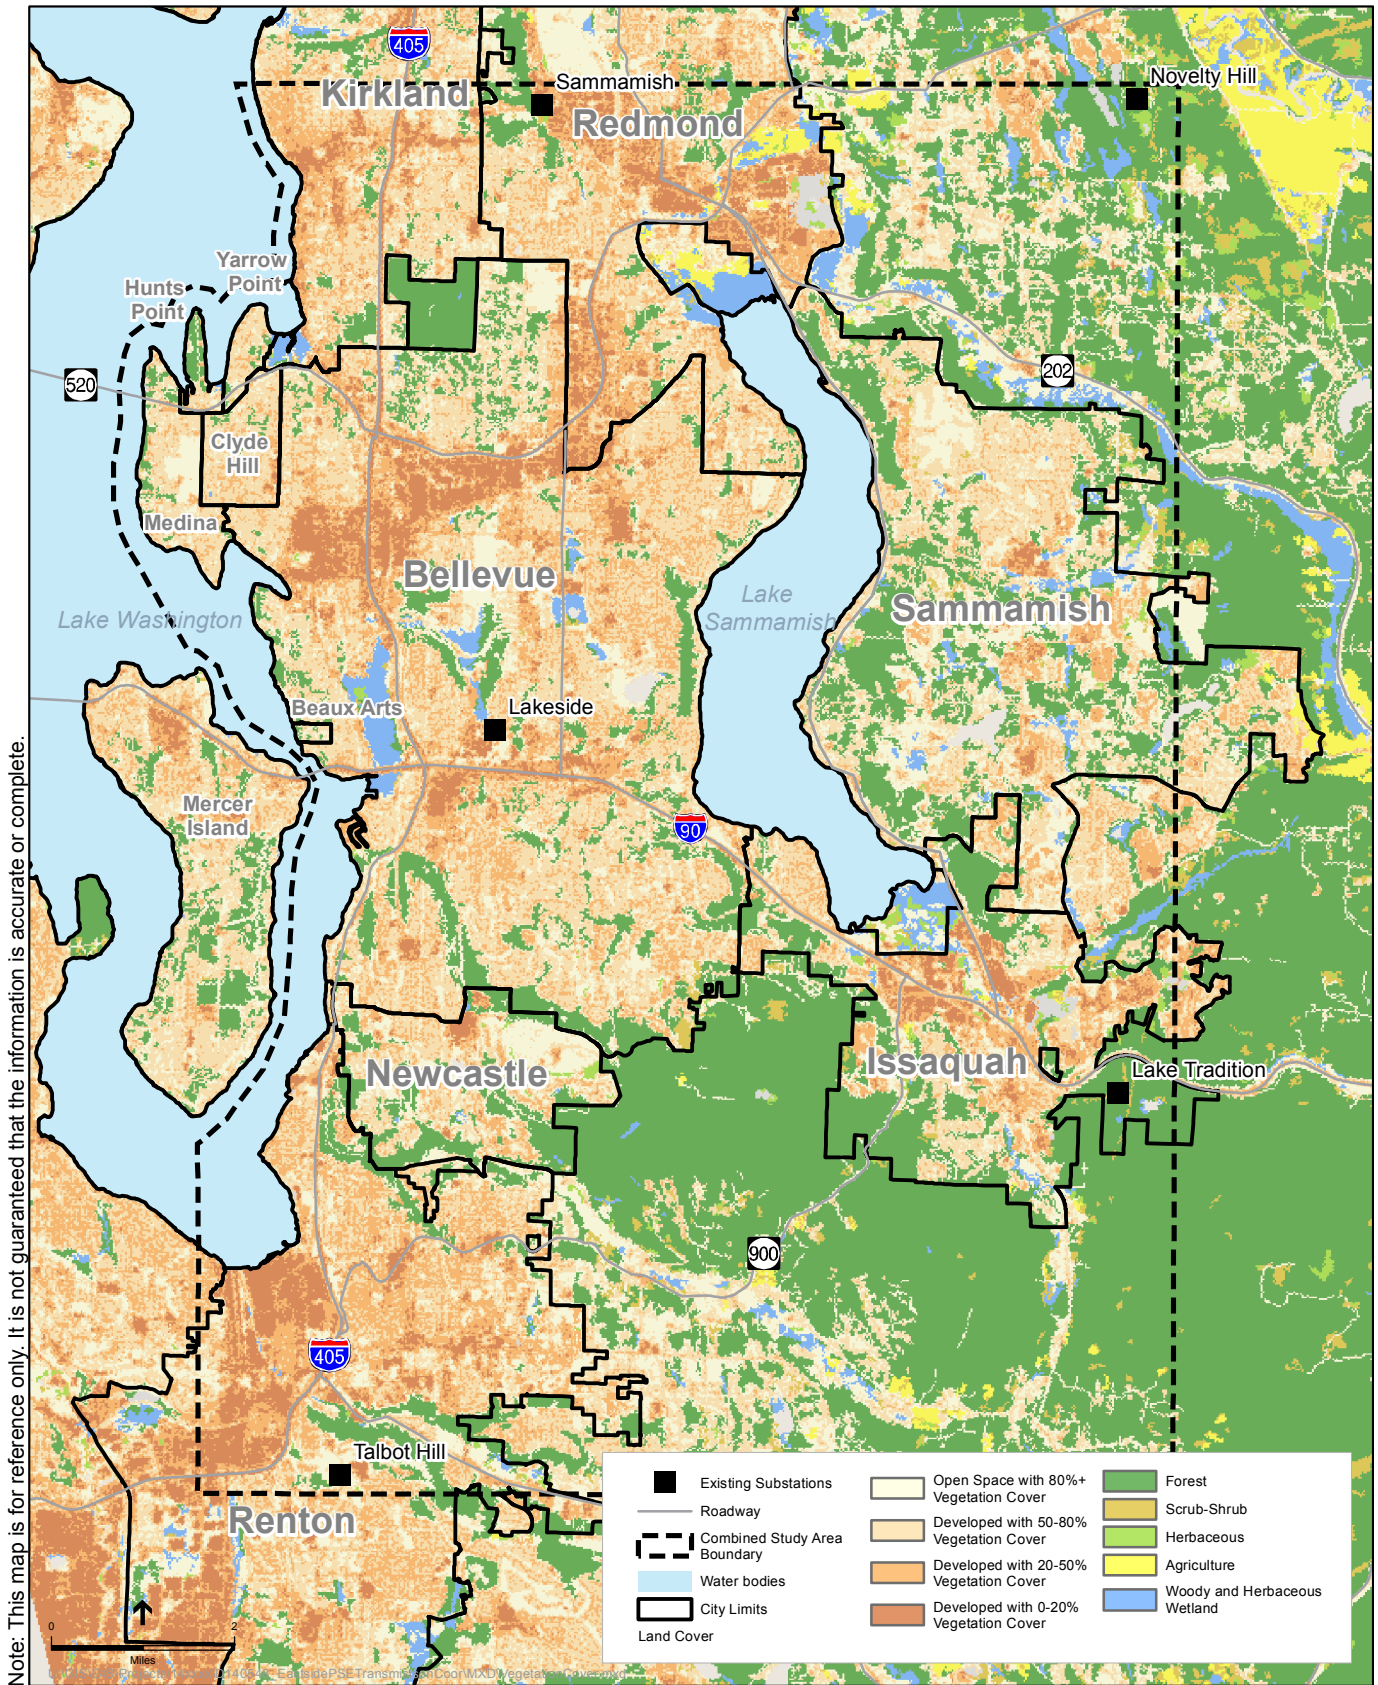 405
Kirkland
Sammamish
Novelty Hill
Redmond
Yarrow
Point
Hunts
Point
520
202
Clyde
Hill
Medina
Bellevue
Lake
Sammamish
Sammamish
Lake Washington
Beaux Arts
Lakeside
Mercer
Island
90
Newcastle
Issaquah
Lake Tradition
900
405
Talbot Hill
Renton
0
2
Miles
Existing Substations
Roadway
Combined Study Area
Boundary
Water bodies
City Limits
Land Cover
Open Space with 80%+
Vegetation Cover
Developed with 50-80%
Vegetation Cover
Developed with 20-50%
Vegetation Cover
Developed with 0-20%
Vegetation Cover
Forest
Scrub-Shrub
Herbaceous
Agriculture
Woody and Herbaceous
Wetland
Note: This map is for reference only. It is not guaranteed that the information is accurate or complete.